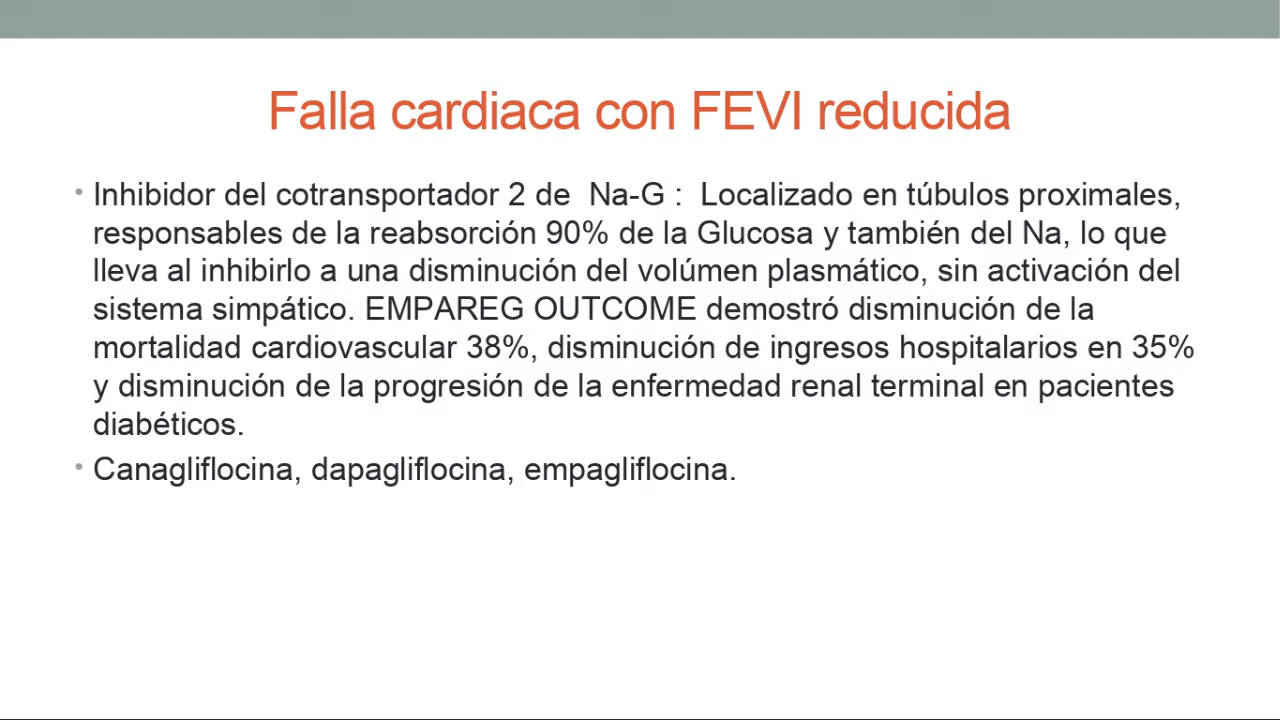 Falla cardiaca con FEVI reducida
• Inhibidor del cotransportador 2 de  Na-G :  Localizado en túbulos proximales,
responsables de la reabsorción 90% de la Glucosa y también del Na, lo que
lleva al inhibirlo a una disminución del volúmen plasmático, sin activación del
sistema simpático. EMPAREG OUTCOME demostró disminución de la
mortalidad cardiovascular 38%, disminución de ingresos hospitalarios en 35%
y disminución de la progresión de la enfermedad renal terminal en pacientes
diabéticos.
• Canagliflocina, dapagliflocina, empagliflocina.